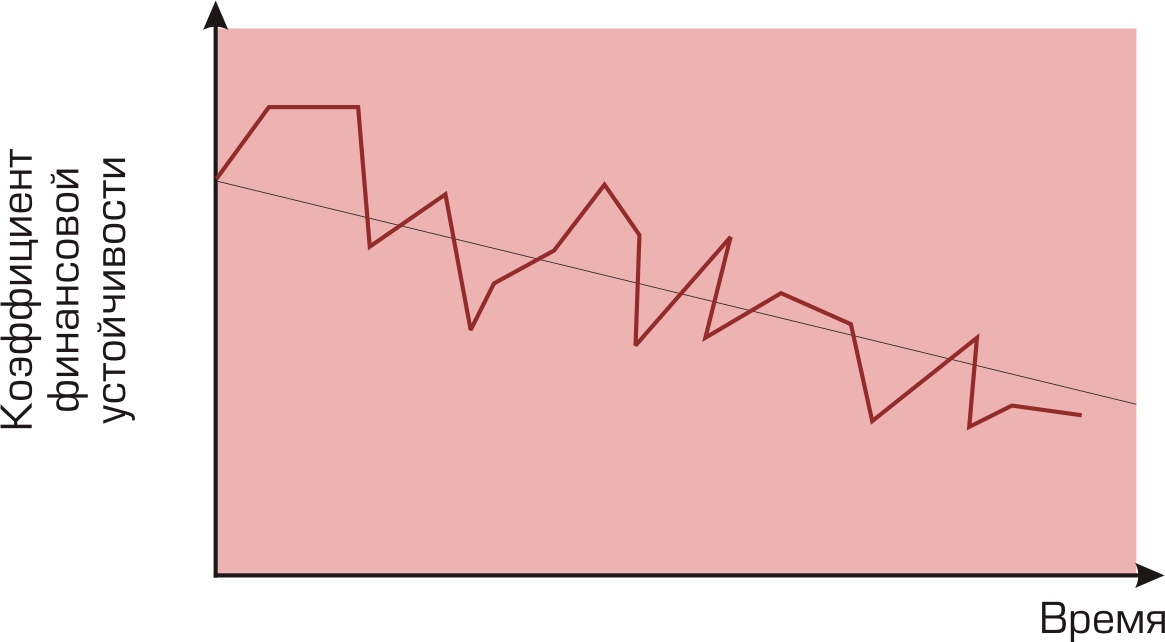 Коэффициент
финансовой
устойчивости
Время